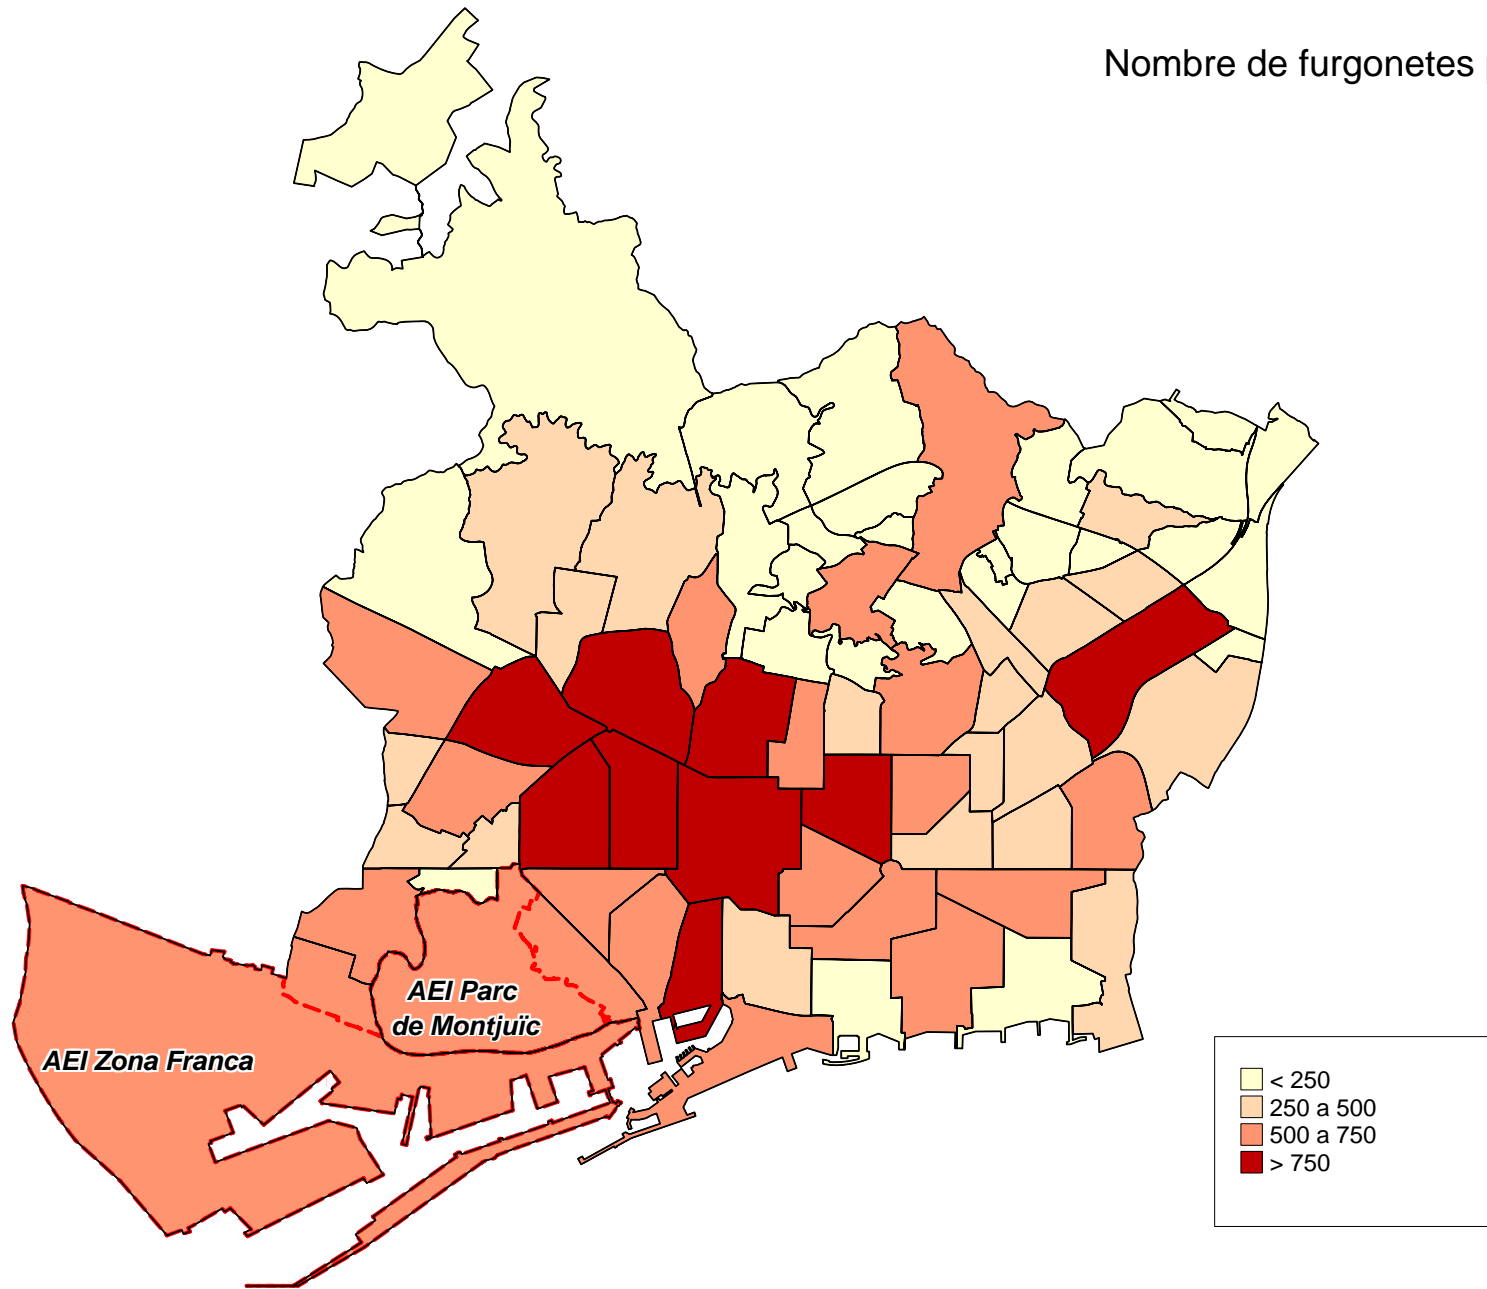 Nombre de furgonetes
AEI Parc
de Montjuïc
AEI Zona Franca
< 250
250 a 500
500 a 750
> 750